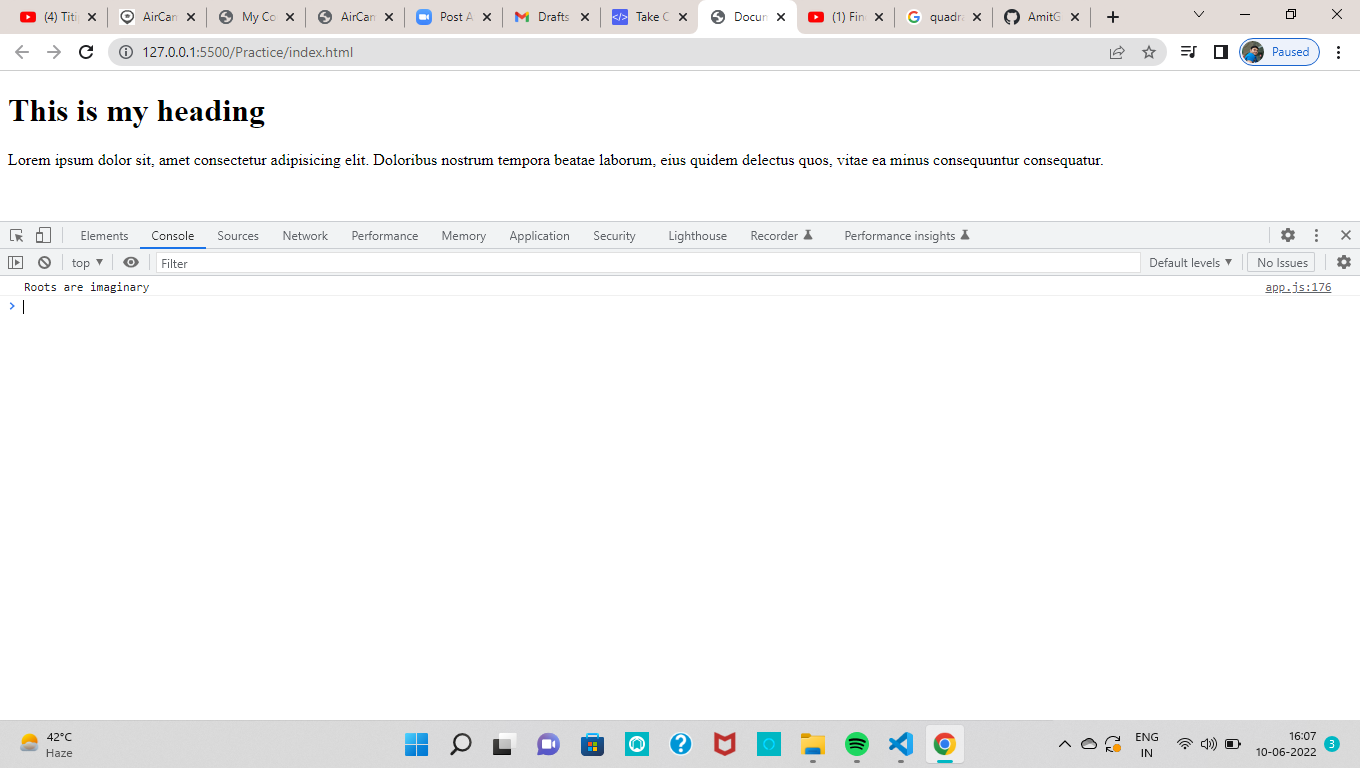 (4) Titi
AirCan
My Co
AirCan
Post A
Drafts
Take C
Docun
(1) Fin
quadra
AmitG
127.0.0.1:5500/Practice/index.html
Paused
This is my heading
Lorem ipsum dolor sit, amet consectetur adipisicing elit. Doloribus nostrum tempora beatae laborum, eius quidem delectus quos, vitae ea minus consequuntur consequatur.
Elements Console Sources Network Performance Memory Application Security Lighthouse Recorder Performance insights
top Filter Default levels No Issues
Roots are imaginary app.js:176
42°C
Haze
ENG
IN
16:07
10-06-2022
3